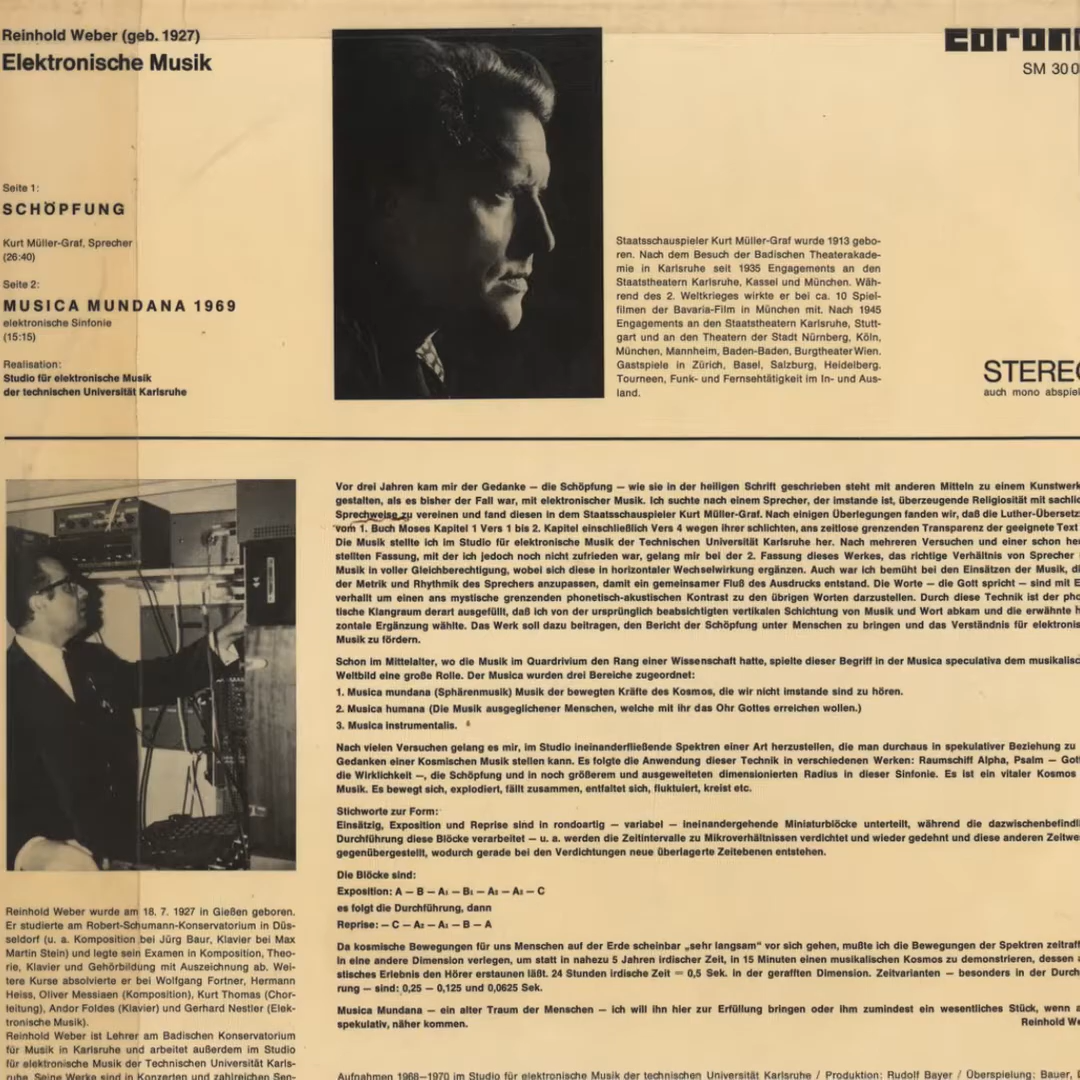 Reinhold Weber (geb. 1927)
Elektronische Musik
Seite 1:
SCHÖPFUNG
Kurt Müller-Graf, Sprecher
(26:40)
Seite 2:
MUSICA MUNDANA 1969
elektronische Sinfonie
(15:15)
Realisation:
Studio für elektronische Musik
der technischen Universität Karlsruhe
Staatsschauspieler Kurt Müller-Graf wurde 1913 gebo-
ren. Nach dem Besuch der Badischen Theaterakade-
mie in Karlsruhe seit 1935 Engagements an den
Staatstheatern Karlsruhe, Kassel und München. Wäh-
rend des 2. Weltkrieges wirkte er bei ca. 10 Spiel-
filmen der Bavaria-Film in München mit. Nach 1945
Engagements an den Staatstheatern Karlsruhe, Stutt-
gart und an den Theatern der Stadt Nürnberg, Köln,
München, Mannheim, Baden-Baden, Burgtheater Wien.
Gastspiele in Zürich, Basel, Salzburg, Heidelberg.
Tourneen, Funk- und Fernsehtätigkeit im In- und Aus-
land.
coron
SM 300
STEREO
auch mono abspiel
Vor drei Jahren kam mir der Gedanke — die Schöpfung — wie sie in der heiligen Schrift geschrieben steht mit anderen Mitteln zu einem Kunstwerk
gestalten, als es bisher der Fall war, mit elektronischer Musik. Ich suchte nach einem Sprecher, der imstande ist, überzeugende Religiosität mit sachlic
Sprechweise zu vereinen und fand diesen in dem Staatsschauspieler Kurt Müller-Graf. Nach einigen Überlegungen fanden wir, daß die Luther-Übersetz
vom 1. Buch Moses Kapitel 1 Vers 1 bis 2. Kapitel einschließlich Vers 4 wegen ihrer schlichten, ans zeitlose grenzenden Transparenz der geeignete Text
Die Musik stellte ich im Studio für elektronische Musik der Technischen Universität Karlsruhe her. Nach mehreren Versuchen und einer schon her
stellten Fassung, mit der ich jedoch noch nicht zufrieden war, gelang mir bei der 2. Fassung dieses Werkes, das richtige Verhältnis von Sprecher
Musik in voller Gleichberechtigung, wobei sich diese in horizontaler Wechselwirkung ergänzen. Auch war ich bemüht bei den Einsätzen der Musik, di
der Metrik und Rhythmik des Sprechers anzupassen, damit ein gemeinsamer Fluß des Ausdrucks entstand. Die Worte — die Gott spricht — sind mit E
verhallt um einen ans mystische grenzenden phonetisch-akustischen Kontrast zu den übrigen Worten darzustellen. Durch diese Technik ist der pho
tische Klangraum derart ausgefüllt, daß ich von der ursprünglich beabsichtigten vertikalen Schichtung von Musik und Wort abkam und die erwähnte h
zontale Ergänzung wählte. Das Werk soll dazu beitragen, den Bericht der Schöpfung unter Menschen zu bringen und das Verständnis für elektronis
Musik zu fördern.
Schon im Mittelalter, wo die Musik im Quardrivium den Rang einer Wissenschaft hatte, spielte dieser Begriff in der Musica speculativa dem musikalisc
Weltbild eine große Rolle. Der Musica wurden drei Bereiche zugeordnet:
1. Musica mundana (Sphärenmusik) Musik der bewegten Kräfte des Kosmos, die wir nicht imstande sind zu hören.
2. Musica humana (Die Musik ausgeglichener Menschen, welche mit ihr das Ohr Gottes erreichen wollen.)
3. Musica instrumentalis.
Nach vielen Versuchen gelang es mir, im Studio ineinanderfließende Spektren einer Art herzustellen, die man durchaus in spekulativer Beziehung zu
Gedanken einer Kosmischen Musik stellen kann. Es folgte die Anwendung dieser Technik in verschiedenen Werken: Raumschiff Alpha, Psalm — Got
die Wirklichkeit —, die Schöpfung und in noch größerem und ausgeweiteten dimensionierten Radius in dieser Sinfonie. Es ist ein vitaler Kosmos
Musik. Es bewegt sich, explodiert, fällt zusammen, entfaltet sich, fluktuiert, kreist etc.
Stichworte zur Form:
Einsätzig, Exposition und Reprise sind in rondoartig — variabel — ineinandergehende Miniaturblöcke unterteilt, während die dazwischenbefindli
Durchführung diese Blöcke verarbeitet — u. a. werden die Zeitintervalle zu Mikroverhältnissen verdichtet und wieder gedehnt und diese anderen Zeitwe
gegenübergestellt, wodurch gerade bei den Verdichtungen neue überlagerte Zeitebenen entstehen.
Die Blöcke sind:
Exposition: A — B — A₁ — B₁ — A₂ — A₃ — C
es folgt die Durchführung, dann
Reprise: — C — A₂ — A₁ — B — A
Da kosmische Bewegungen für uns Menschen auf der Erde scheinbar „sehr langsam“ vor sich gehen, mußte ich die Bewegungen der Spektren zeitraff
in eine andere Dimension verlegen, um statt in nahezu 5 Jahren irdischer Zeit, in 15 Minuten einen musikalischen Kosmos zu demonstrieren, dessen a
stisches Erlebnis den Hörer erstaunen läßt. 24 Stunden irdische Zeit = 0,5 Sek. in der gerafften Dimension. Zeitvarianten — besonders in der Durch
rung — sind: 0,25 — 0,125 und 0,0625 Sek.
Musica Mundana — ein alter Traum der Menschen — ich will ihn hier zur Erfüllung bringen oder ihm zumindest ein wesentliches Stück, wenn a
spekulativ, näher kommen.
Reinhold We
Reinhold Weber wurde am 18. 7. 1927 in Gießen geboren.
Er studierte am Robert-Schumann-Konservatorium in Düs-
seldorf (u. a. Komposition bei Jürg Baur, Klavier bei Max
Martin Stein) und legte sein Examen in Komposition, Theo-
rie, Klavier und Gehörbildung mit Auszeichnung ab. Wei-
tere Kurse absolvierte er bei Wolfgang Fortner, Hermann
Heiss, Oliver Messiaen (Komposition), Kurt Thomas (Chor-
leitung), Andor Foldes (Klavier) und Gerhard Nestler (Elek-
tronische Musik).
Reinhold Weber ist Lehrer am Badischen Konservatorium
für Musik in Karlsruhe und arbeitet außerdem im Studio
für elektronische Musik der Technischen Universität Karls-
ruhe. Seine Werke sind in Konzerten und zahlreichen Sen-
Aufnahmen 1968—1970 im Studio für elektronische Musik der technischen Universität Karlsruhe / Produktion: Rudolf Bayer / Überspielung: Bauer,